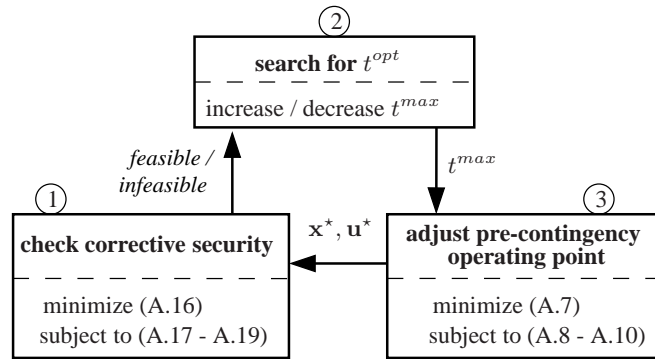 2
search for t^{opt}
increase / decrease t^{max}
feasible /
infeasible
t^{max}
1
3
check corrective security
x^⋆, u^⋆
adjust pre-contingency
operating point
minimize (A.16)
subject to (A.17 - A.19)
minimize (A.7)
subject to (A.8 - A.10)